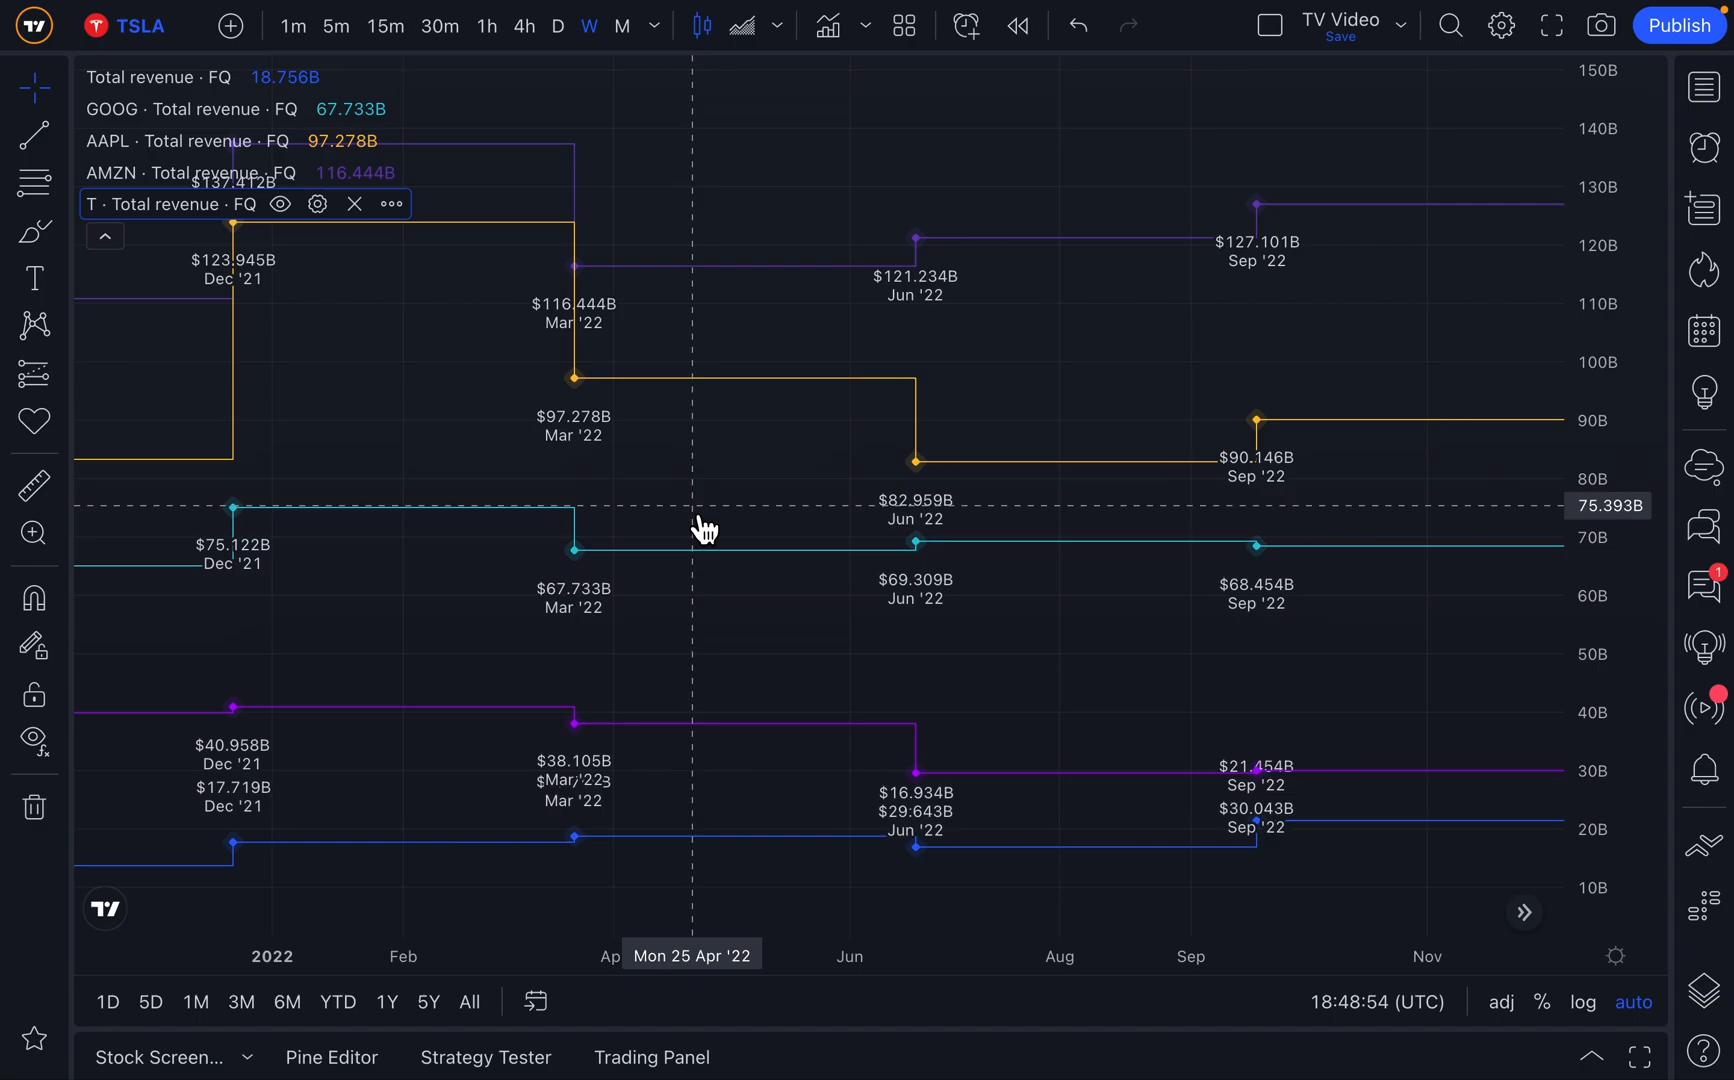 TSLA
1m 5m 15m 30m 1h 4h D W M
TV Video
Save
Publish
Total revenue · FQ 18.756B
GOOG · Total revenue · FQ 67.733B
AAPL · Total revenue · FQ 97.278B
AMZN · Total revenue · FQ 116.444B
T · Total revenue · FQ
$137.412B
$123.945B
Dec '21
$116.444B
Mar '22
$121.234B
Jun '22
$127.101B
Sep '22
$97.278B
Mar '22
$82.959B
Jun '22
$90.146B
Sep '22
$75.122B
Dec '21
$67.733B
Mar '22
$69.309B
Jun '22
$68.454B
Sep '22
$40.958B
Dec '21
$17.719B
Dec '21
$38.105B
Mar '22
Mar '22
$16.934B
$29.643B
Jun '22
$21.454B
Sep '22
$30.043B
Sep '22
150B
140B
130B
120B
110B
100B
90B
80B
75.393B
70B
60B
50B
40B
30B
20B
10B
1
2022 Feb Ap Mon 25 Apr '22 Jun Aug Sep Nov
1D 5D 1M 3M 6M YTD 1Y 5Y All
18:48:54 (UTC) adj % log auto
Stock Screen... Pine Editor Strategy Tester Trading Panel